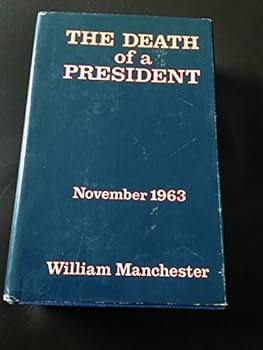 THE DEATH
of a
PRESIDENT
November 1963
William Manchester